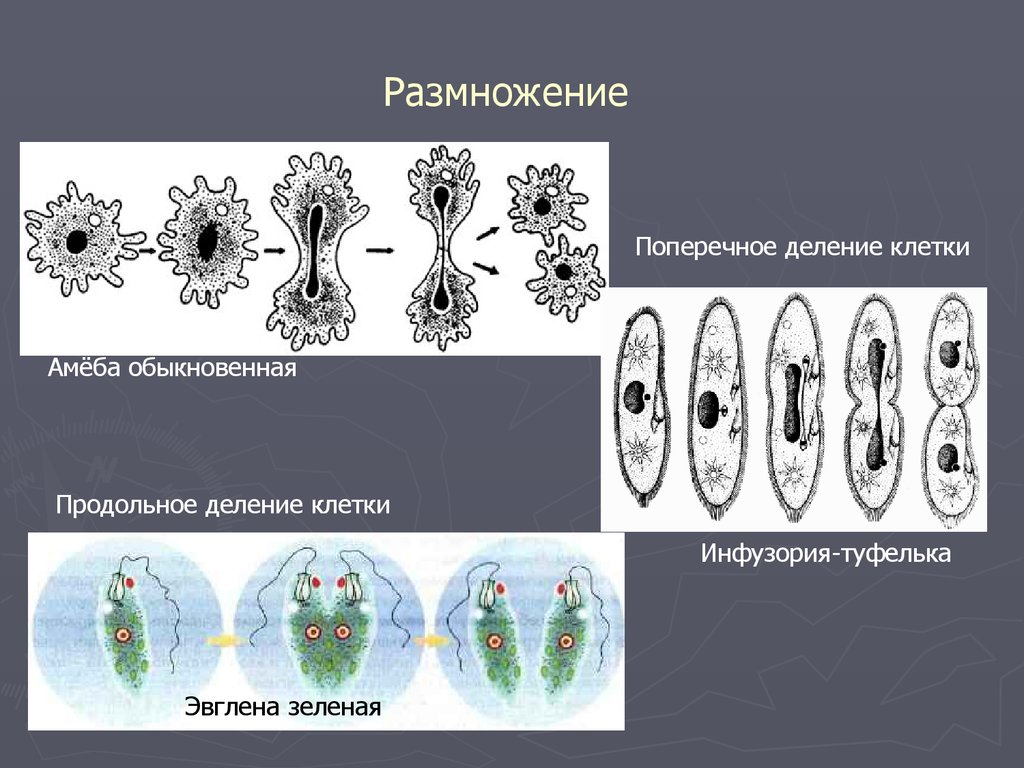 Размножение
Поперечное деление клетки
Амёба обыкновенная
Продольное деление клетки
Инфузория-туфелька
Эвглена зеленая